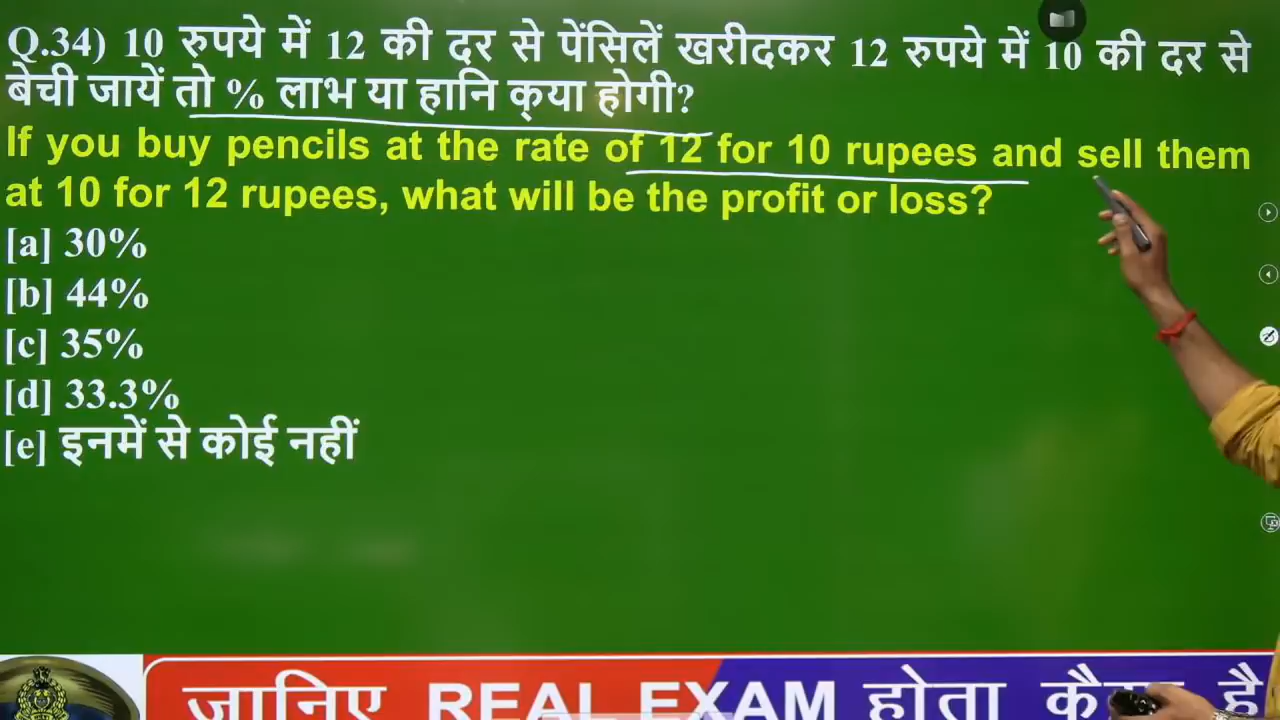 Q.34) 10 रुपये में 12 की दर से पेंसिलें खरीदकर 12 रुपये में 10 की दर से
बेची जायें तो % लाभ या हानि क्या होगी?
If you buy pencils at the rate of 12 for 10 rupees and sell them
at 10 for 12 rupees, what will be the profit or loss?
[a] 30%
[b] 44%
[c] 35%
[d] 33.3%
[e] इनमें से कोई नहीं
जानिए REAL EXAM होता है